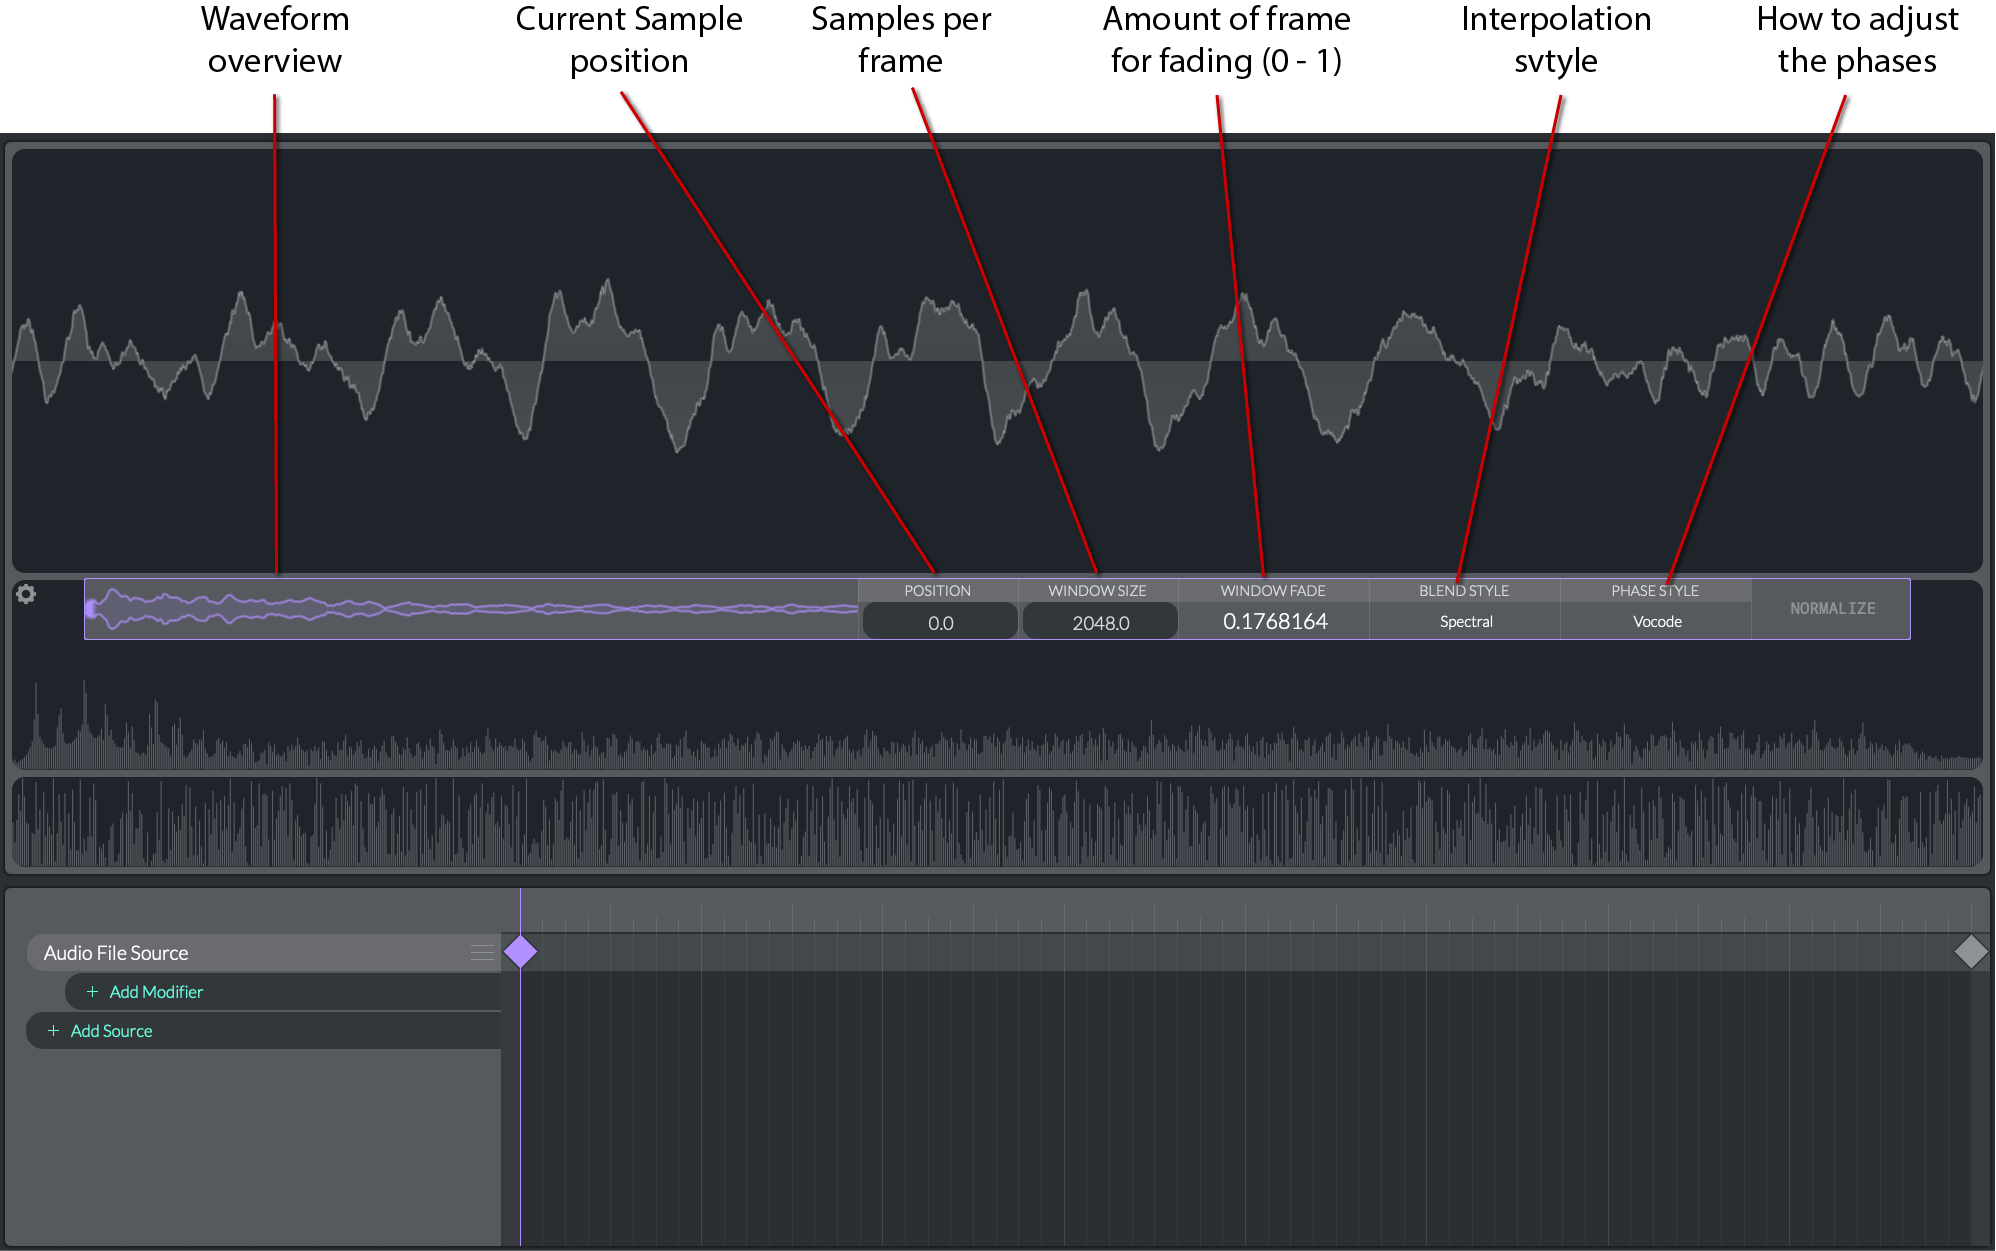 Waveform
overview
Current Sample
position
Samples per
frame
Amount of frame
for fading (0 - 1)
Interpolation
svtyle
How to adjust
the phases
POSITION
WINDOW SIZE
WINDOW FADE
BLEND STYLE
PHASE STYLE
NORMALIZE
0.0
2048.0
0.1768164
Spectral
Vocode
Audio File Source
+ Add Modifier
+ Add Source